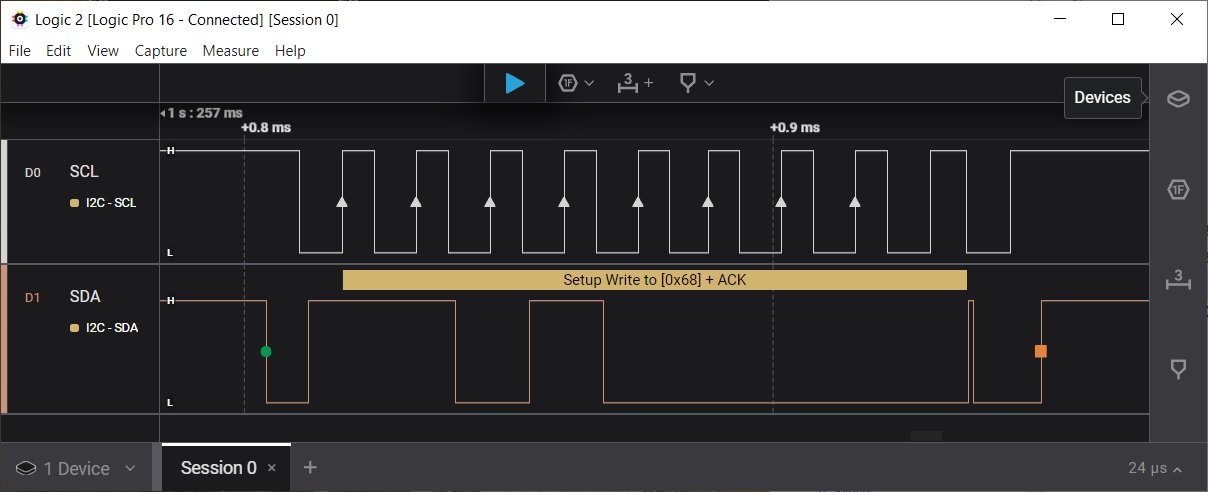 Logic 2 [Logic Pro 16 - Connected] [Session 0]
File Edit View Capture Measure Help
1F
3 +
Devices
1 s : 257 ms
+0.8 ms
+0.9 ms
H
D0 SCL
I2C - SCL
L
1F
Setup Write to [0x68] + ACK
3
H
D1 SDA
I2C - SDA
L
1 Device
Session 0 ×
+
24 µs